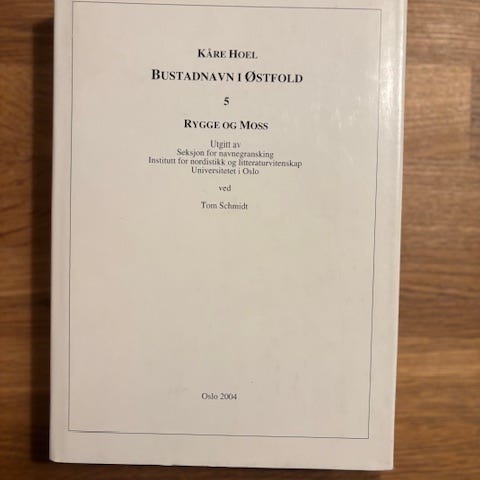 KÅRE HOEL
BUSTADNAVN I ØSTFOLD
5
RYGGE OG MOSS
Utgitt av
Seksjon for navnegransking
Institutt for nordistikk og litteraturvitenskap
Universitetet i Oslo
ved
Tom Schmidt
Oslo 2004